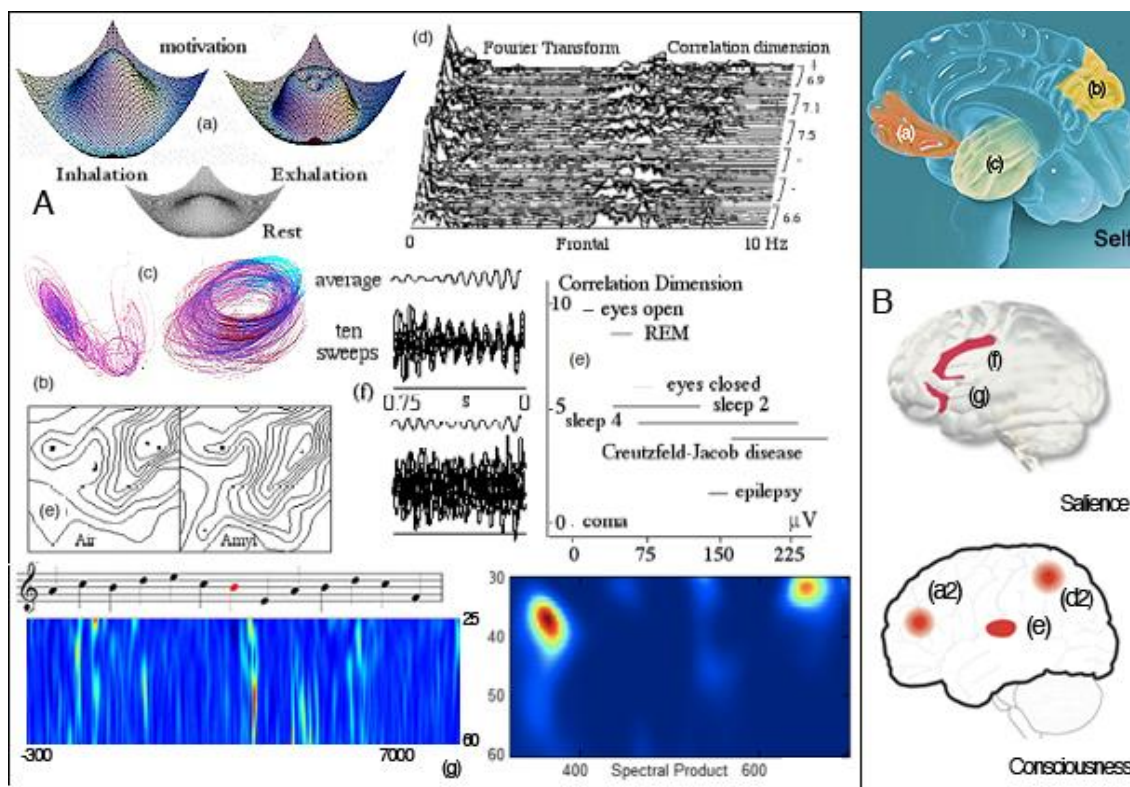 motivation
(a)
Inhalation
Exhalation
A
Rest
(d)
Fourier Transform
Correlation dimension
1
6.9
7.1
7.5
-
-
6.6
0
Frontal
10 Hz
(c)
(b)
average
ten
sweeps
(f)
0.75
s
0
Correlation Dimension
10
eyes open
REM
(e)
eyes closed
5
sleep 2
sleep 4
Creutzfeld-Jacob disease
epilepsy
0
coma
µV
0
75
150
225
(e)
Air
Amyl
25
60
-300
7000
(g)
30
40
50
60
400
Spectral Product
600
(a)
(b)
(c)
Self
B
(f)
(g)
Salience
(a2)
(d2)
(e)
Consciousness